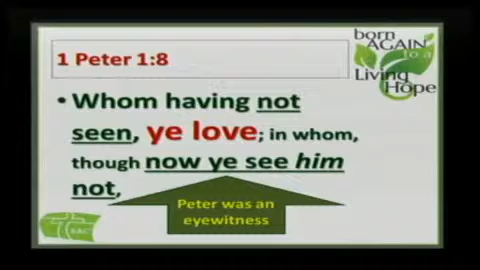 born
AGAIN
to a
Living
Hope
1 Peter 1:8
• Whom having not
seen, ye love; in whom,
though now ye see him
not,
Peter was an
eyewitness